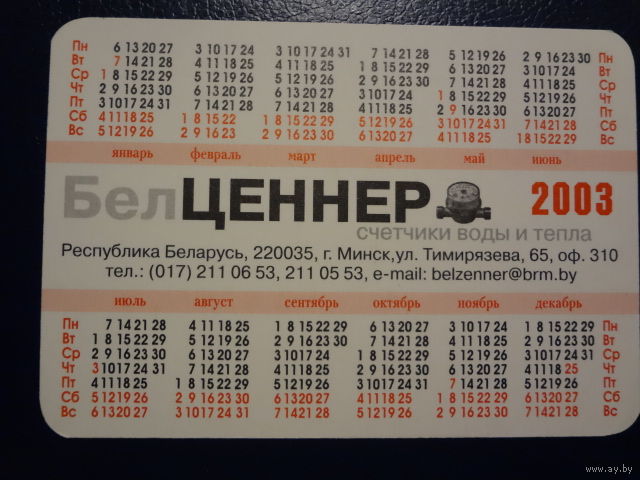 Пн 6 13 20 27 3 10 17 24 3 10 17 24 31 7 14 21 28 5 12 19 26 2 9 16 23 30 Пн
Вт 7 14 21 28 4 11 18 25 4 11 18 25 1 8 15 22 29 6 13 20 27 3 10 17 24 Вт
Ср 1 8 15 22 29 5 12 19 26 5 12 19 26 2 9 16 23 30 7 14 21 28 4 11 18 25 Ср
Чт 2 9 16 23 30 6 13 20 27 6 13 20 27 3 10 17 24 1 8 15 22 29 5 12 19 26 Чт
Пт 3 10 17 24 31 7 14 21 28 7 14 21 28 4 11 18 25 2 9 16 23 30 6 13 20 27 Пт
Сб 4 11 18 25 1 8 15 22 1 8 15 22 29 5 12 19 26 3 10 17 24 31 7 14 21 28 Сб
Вс 5 12 19 26 2 9 16 23 2 9 16 23 30 6 13 20 27 4 11 18 25 1 8 15 22 29 Вс
январь февраль март апрель май июнь
БелЦЕННЕР 2003
счетчики воды и тепла
Республика Беларусь, 220035, г. Минск,ул. Тимирязева, 65, оф. 310
тел.: (017) 211 06 53, 211 05 53, e-mail: belzenner@brm.by
июль август сентябрь октябрь ноябрь декабрь
Пн 7 14 21 28 4 11 18 25 1 8 15 22 29 6 13 20 27 3 10 17 24 1 8 15 22 29 Пн
Вт 1 8 15 22 29 5 12 19 26 2 9 16 23 30 7 14 21 28 4 11 18 25 2 9 16 23 30 Вт
Ср 2 9 16 23 30 6 13 20 27 3 10 17 24 1 8 15 22 29 5 12 19 26 3 10 17 24 31 Ср
Чт 3 10 17 24 31 7 14 21 28 4 11 18 25 2 9 16 23 30 6 13 20 27 4 11 18 25 Чт
Пт 4 11 18 25 1 8 15 22 29 5 12 19 26 3 10 17 24 31 7 14 21 28 5 12 19 26 Пт
Сб 5 12 19 26 2 9 16 23 30 6 13 20 27 4 11 18 25 1 8 15 22 29 6 13 20 27 Сб
Вс 6 13 20 27 3 10 17 24 31 7 14 21 28 5 12 19 26 2 9 16 23 30 7 14 21 28 Вс
www.ay.by